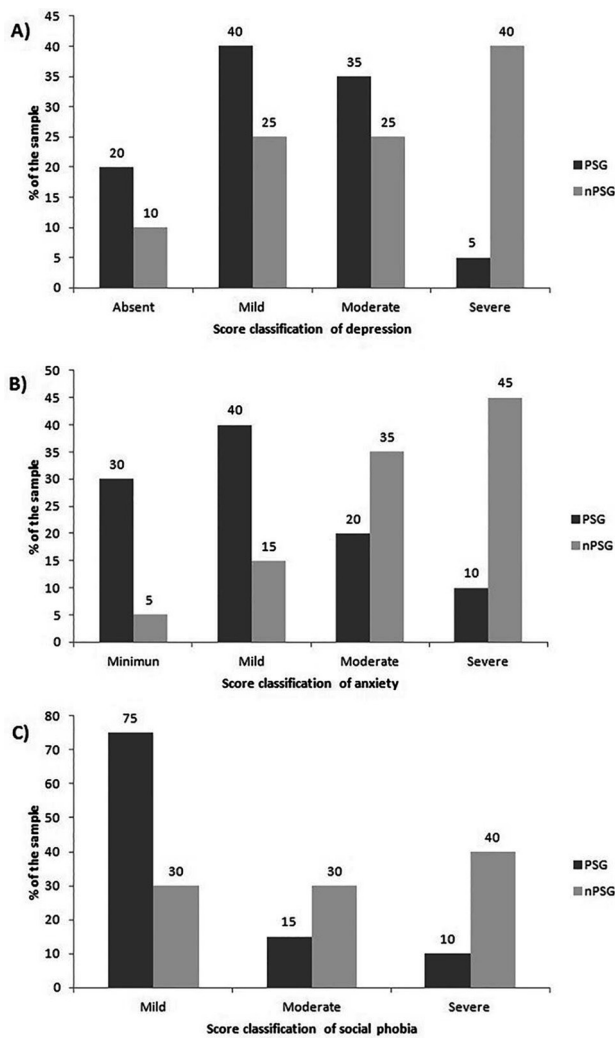 A)
% of the sample
45
40
35
30
25
20
15
10
5
0
20
10
40
25
35
25
5
40
Absent
Mild
Moderate
Severe
Score classification of depression
PSG
nPSG
B)
% of the sample
50
45
40
35
30
25
20
15
10
5
0
30
5
40
15
20
35
10
45
Minimun
Mild
Moderate
Severe
Score classification of anxiety
PSG
nPSG
C)
% of the sample
80
70
60
50
40
30
20
10
0
75
30
15
30
10
40
Mild
Moderate
Severe
Score classification of social phobia
PSG
nPSG